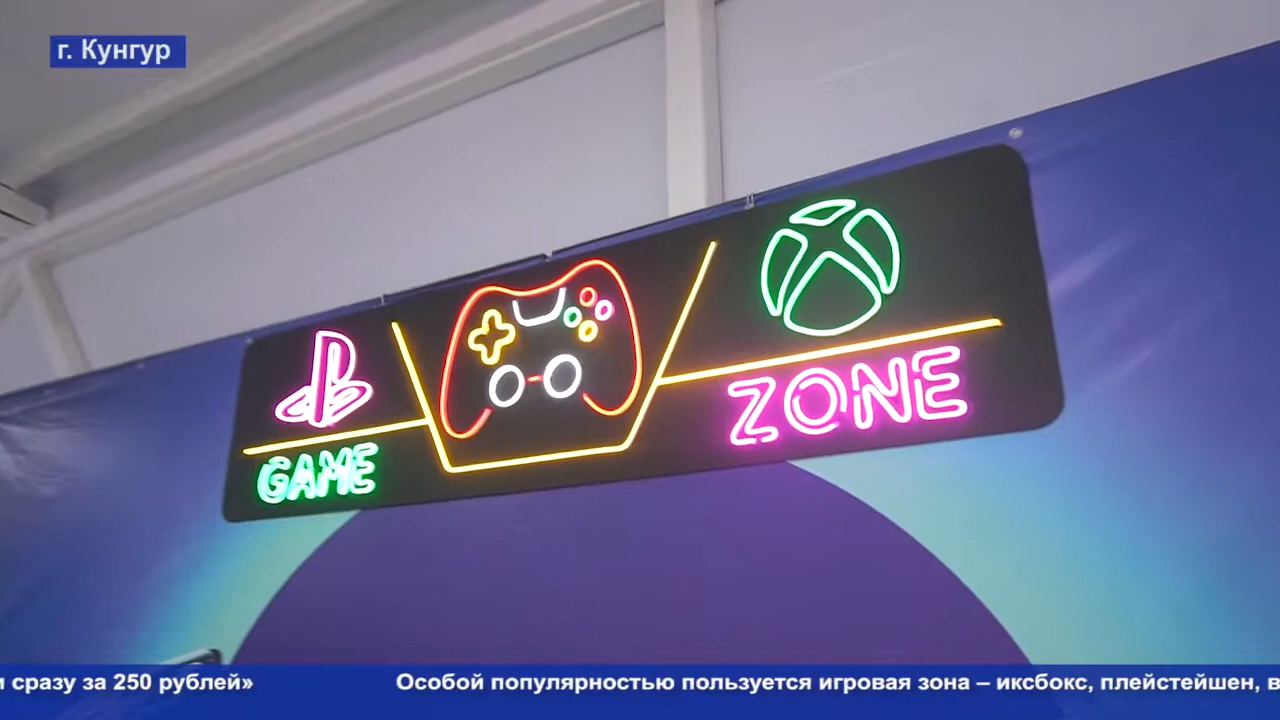 г. Кунгур
GAME ZONE
сразу за 250 рублей» Особой популярностью пользуется игровая зона – иксбокс, плейстейшен,